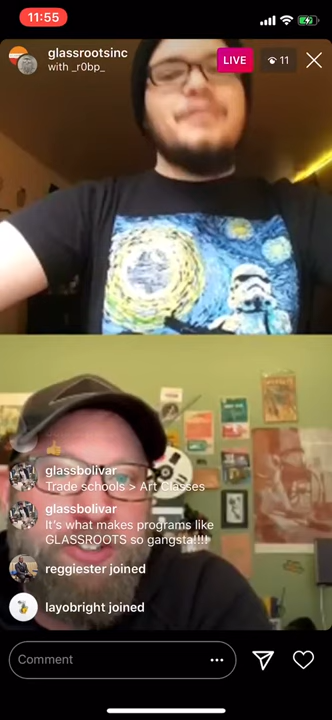 11:55
glassrootsinc
with _r0bp_
LIVE
11
glassbolivar
Trade schools > Art Classes
glassbolivar
It's what makes programs like
GLASSROOTS so gangsta!!!!
reggiester joined
layobright joined
Comment